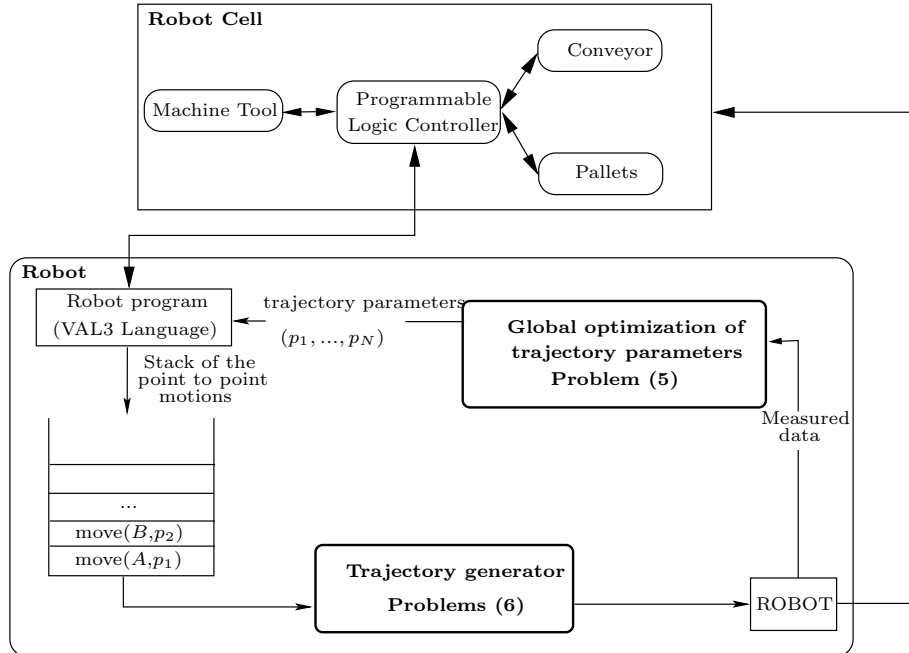 Robot Cell
Conveyor
Machine Tool
Programmable
Logic Controller
Pallets
Robot
Robot program
(VAL3 Language)
trajectory parameters
(p₁, ..., p_N)
Global optimization of
trajectory parameters
Problem (5)
Stack of the
point to point
motions
Measured
data
...
move(B,p₂)
move(A,p₁)
Trajectory generator
Problems (6)
ROBOT